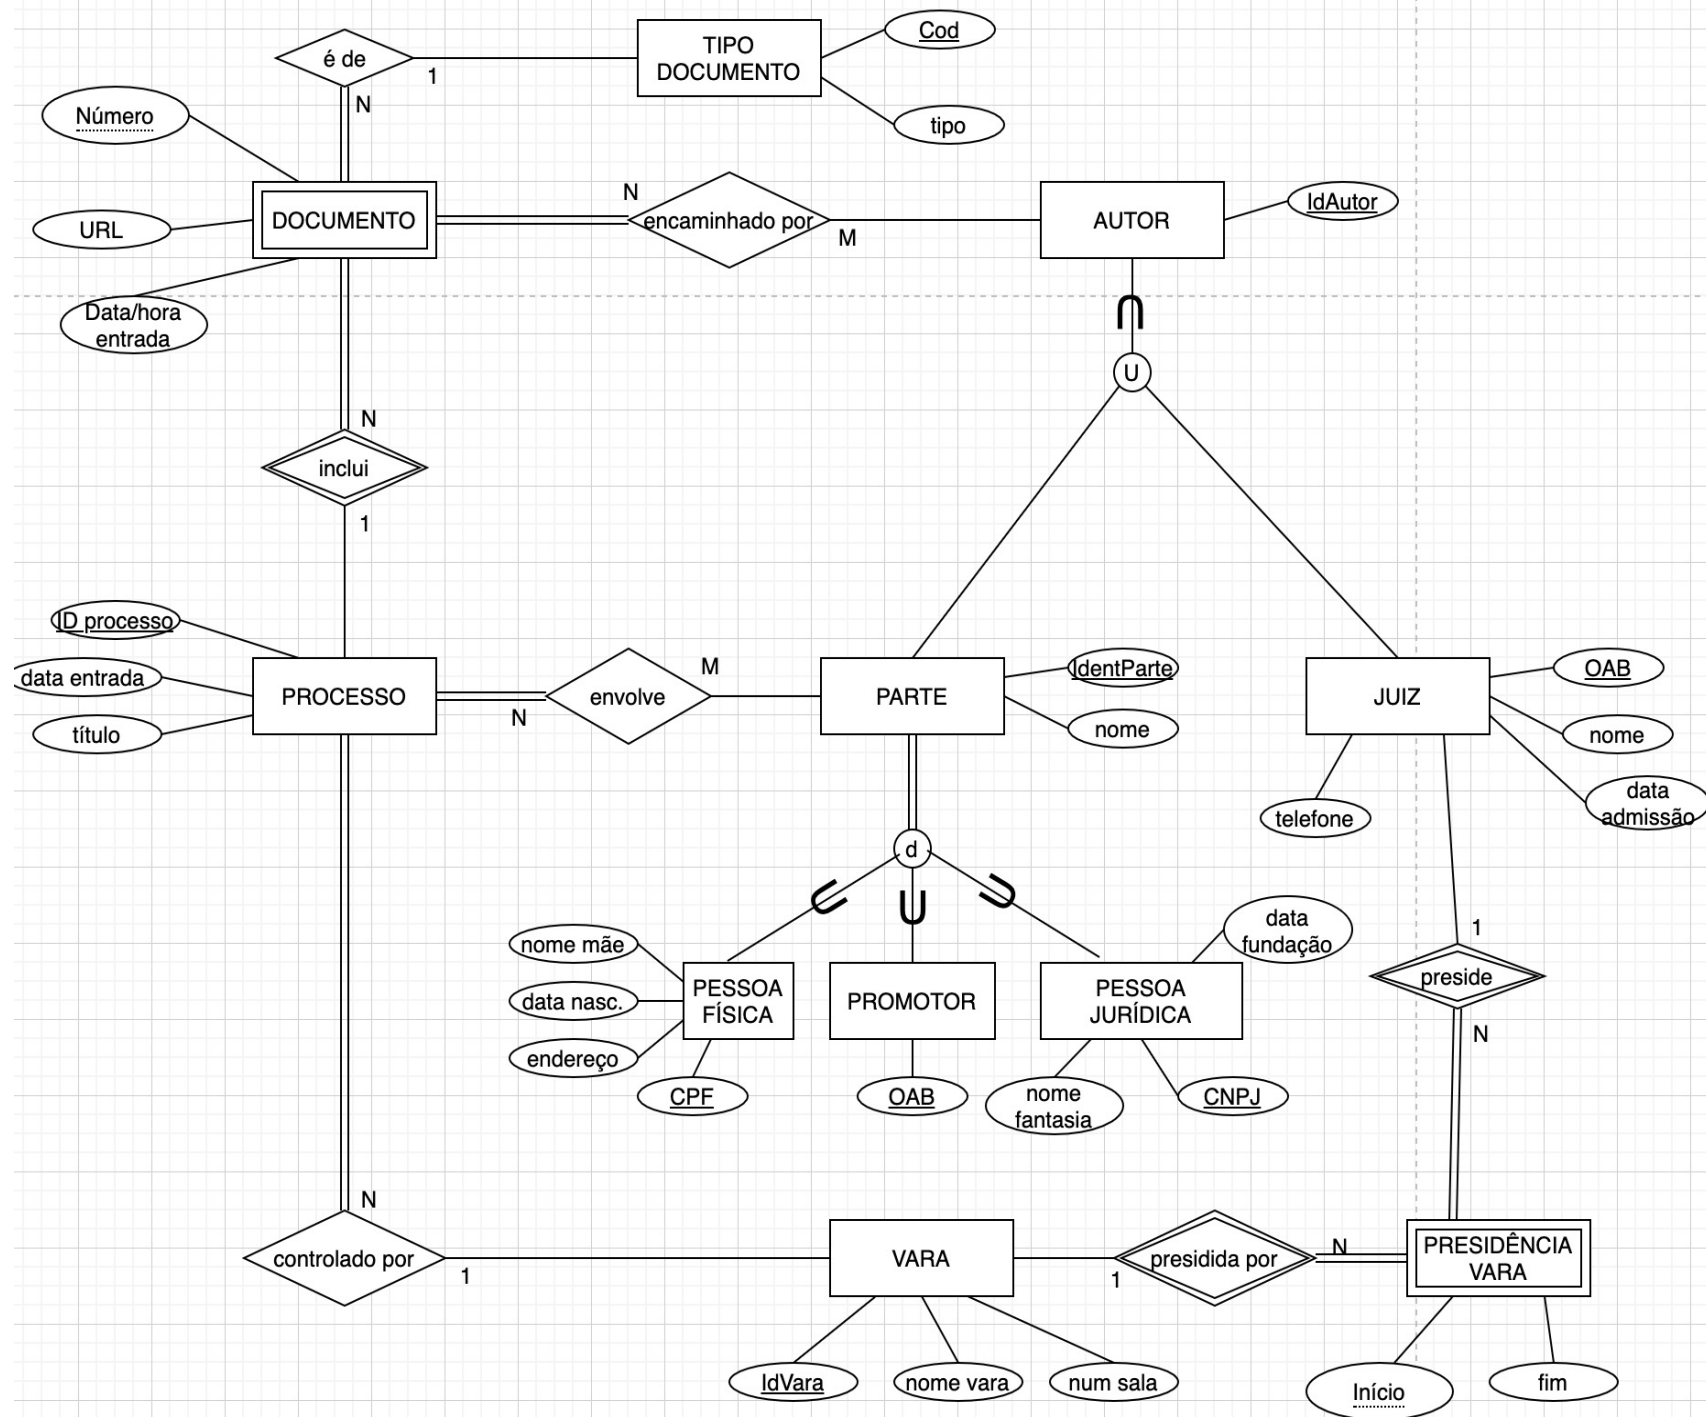 Cod
TIPO
DOCUMENTO
é de
1
N
Número
tipo
N
encaminhado por
M
DOCUMENTO
URL
AUTOR
IdAutor
Data/hora
entrada
U
N
inclui
1
ID processo
data entrada
título
PROCESSO
N
envolve
M
PARTE
IdentParte
nome
JUIZ
OAB
nome
data
admissão
telefone
d
nome mãe
data nasc.
endereço
PESSOA
FÍSICA
CPF
PROMOTOR
OAB
PESSOA
JURÍDICA
data
fundação
nome
fantasia
CNPJ
1
preside
N
N
controlado por
1
VARA
1
presidida por
N
PRESIDÊNCIA
VARA
IdVara
nome vara
num sala
Início
fim